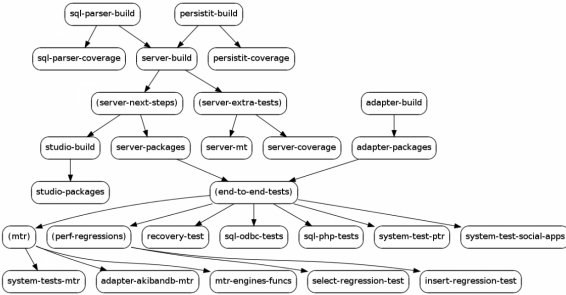 sql-parser-build
persistit-build
sql-parser-coverage
server-build
persistit-coverage
(server-next-steps)
(server-extra-tests)
adapter-build
studio-build
server-packages
server-mt
server-coverage
adapter-packages
studio-packages
(end-to-end-tests)
(mtr)
(perf-regressions)
recovery-test
sql-odbc-tests
sql-php-tests
system-test-ptr
system-test-social-apps
system-tests-mtr
adapter-akibandb-mtr
mtr-engines-funcs
select-regression-test
insert-regression-test